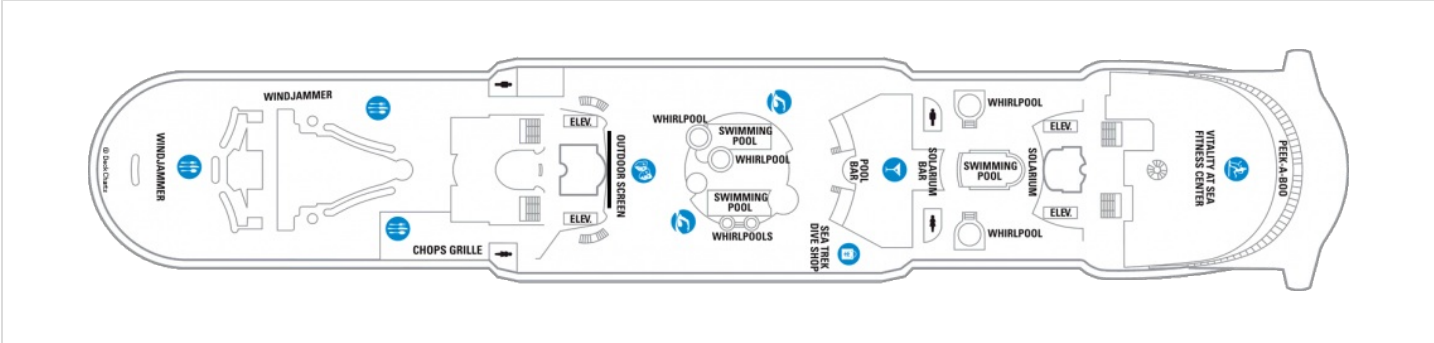 © Deck Chartz
WINDJAMMER
WINDJAMMER
CHOPS GRILLE
ELEV.
ELEV.
OUTDOOR SCREEN
WHIRLPOOL
SWIMMING
POOL
WHIRLPOOL
SWIMMING
POOL
WHIRLPOOLS
POOL
BAR
SEA TREK
DIVE SHOP
SOLARIUM
BAR
WHIRLPOOL
SWIMMING
POOL
WHIRLPOOL
SOLARIUM
ELEV.
ELEV.
VITALITY AT SEA
FITNESS CENTER
PEEK-A-BOO